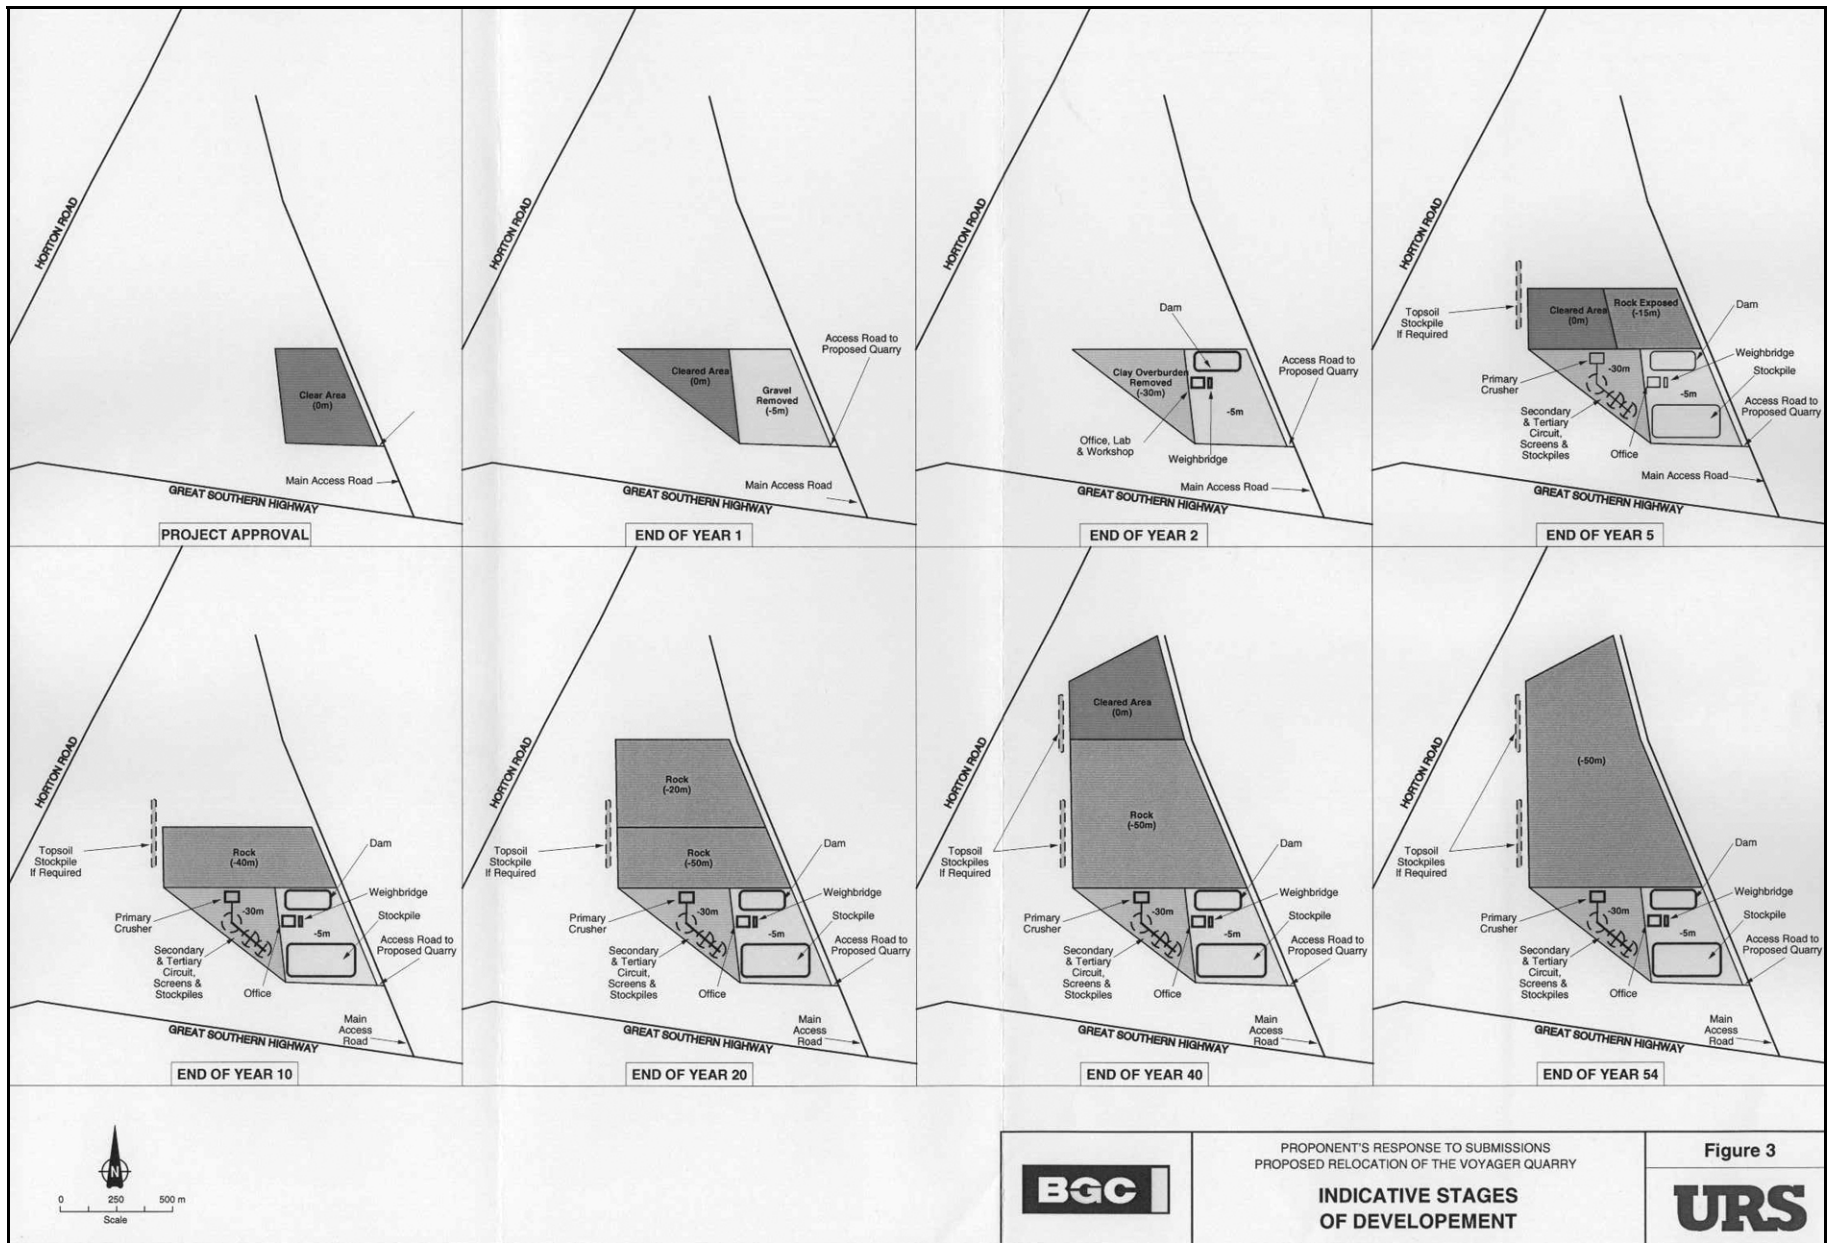 HORTON ROAD
Clear Area
(0m)
Main Access Road
GREAT SOUTHERN HIGHWAY
PROJECT APPROVAL
HORTON ROAD
Access Road to
Proposed Quarry
Cleared Area
(0m)
Gravel
Removed
(-5m)
Main Access Road
GREAT SOUTHERN HIGHWAY
END OF YEAR 1
HORTON ROAD
Dam
Access Road to
Proposed Quarry
Clay Overburden
Removed
(-30m)
-5m
Office, Lab
& Workshop
Weighbridge
Main Access Road
GREAT SOUTHERN HIGHWAY
END OF YEAR 2
HORTON ROAD
Topsoil
Stockpile
If Required
Cleared Area
(0m)
Rock Exposed
(-15m)
Dam
Weighbridge
Stockpile
Primary
Crusher
-30m
-5m
Access Road to
Proposed Quarry
Secondary
& Tertiary
Circuit,
Screens &
Stockpiles
Office
Main Access Road
GREAT SOUTHERN HIGHWAY
END OF YEAR 5
HORTON ROAD
Topsoil
Stockpile
If Required
Rock
(-40m)
Dam
Weighbridge
Stockpile
Primary
Crusher
-30m
-5m
Access Road to
Proposed Quarry
Secondary
& Tertiary
Circuit,
Screens &
Stockpiles
Office
Main
Access
Road
GREAT SOUTHERN HIGHWAY
END OF YEAR 10
HORTON ROAD
Rock
(-20m)
Topsoil
Stockpile
If Required
Rock
(-50m)
Dam
Weighbridge
Stockpile
Primary
Crusher
-30m
-5m
Access Road to
Proposed Quarry
Secondary
& Tertiary
Circuit,
Screens &
Stockpiles
Office
Main
Access
Road
GREAT SOUTHERN HIGHWAY
END OF YEAR 20
HORTON ROAD
Cleared Area
(0m)
Rock
(-50m)
Topsoil
Stockpiles
If Required
Dam
Weighbridge
Stockpile
Primary
Crusher
-30m
-5m
Access Road to
Proposed Quarry
Secondary
& Tertiary
Circuit,
Screens &
Stockpiles
Office
Main
Access
Road
GREAT SOUTHERN HIGHWAY
END OF YEAR 40
HORTON ROAD
(-50m)
Topsoil
Stockpiles
If Required
Dam
Weighbridge
Stockpile
Primary
Crusher
-30m
-5m
Access Road to
Proposed Quarry
Secondary
& Tertiary
Circuit,
Screens &
Stockpiles
Office
Main
Access
Road
GREAT SOUTHERN HIGHWAY
END OF YEAR 54
N
0 250 500 m
Scale
BGC
PROPONENT'S RESPONSE TO SUBMISSIONS
PROPOSED RELOCATION OF THE VOYAGER QUARRY
INDICATIVE STAGES
OF DEVELOPEMENT
Figure 3
URS